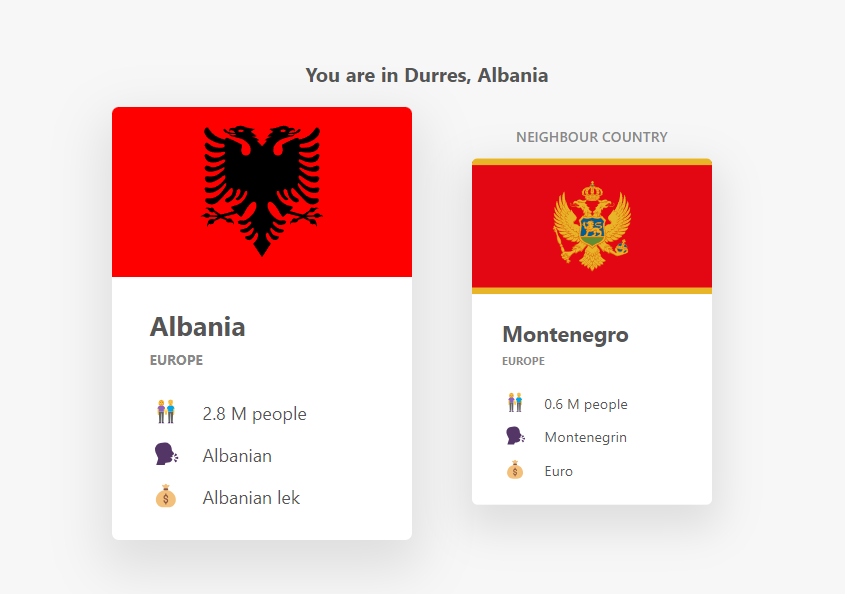 You are in Durres, Albania
Albania
EUROPE
2.8 M people
Albanian
Albanian lek
NEIGHBOUR COUNTRY
Montenegro
EUROPE
0.6 M people
Montenegrin
Euro